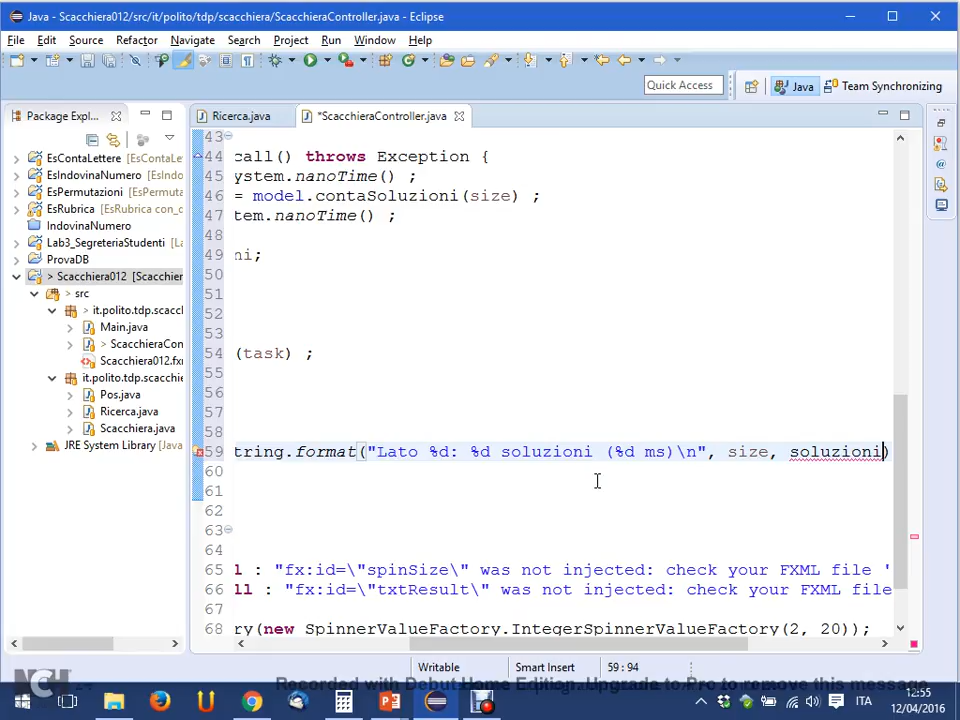 Java - Scacchiera012/src/it/polito/tdp/scacchiera/ScacchieraController.java - Eclipse
File Edit Source Refactor Navigate Search Project Run Window Help
Quick Access
Java
Team Synchronizing
Package Expl...
Ricerca.java
*ScacchieraController.java
EsContaLettere [EsContaLe
EsIndovinaNumero [EsIndo
EsPermutazioni [EsPermuta
EsRubrica [EsRubrica con_c
IndovinaNumero
Lab3_SegreteriaStudenti [La
ProvaDB
> Scacchiera012 [Scacchier
> src
> it.polito.tdp.scaccl
Main.java
> ScacchieraCon
Scacchiera012.fx
it.polito.tdp.scacchie
Pos.java
Ricerca.java
Scacchiera.java
JRE System Library [Java
43
44 call() throws Exception {
45 ystem.nanoTime() ;
46 = model.contaSoluzioni(size) ;
47 tem.nanoTime() ;
48
49 ni;
50
51
52
53
54 (task) ;
55
56
57
58
59 tring.format("Lato %d: %d soluzioni (%d ms)\n", size, soluzioni)
60
61
62
63
64
65 l : "fx:id=\"spinSize\" was not injected: check your FXML file '
66 ll : "fx:id=\"txtResult\" was not injected: check your FXML file
67
68 ry(new SpinnerValueFactory.IntegerSpinnerValueFactory(2, 20));
Writable
Smart Insert
59 : 94
NCH
Recorded with Debut Home Edition. Upgrade to Pro to remove this message
ITA
12:55
12/04/2016